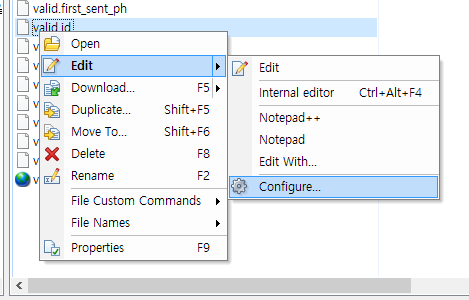 valid.first_sent_ph
valid.id
Open
Edit
Download... F5
Duplicate... Shift+F5
Move To... Shift+F6
Delete F8
Rename F2
File Custom Commands
File Names
Properties F9
Edit
Internal editor Ctrl+Alt+F4
Notepad++
Notepad
Edit With...
Configure...